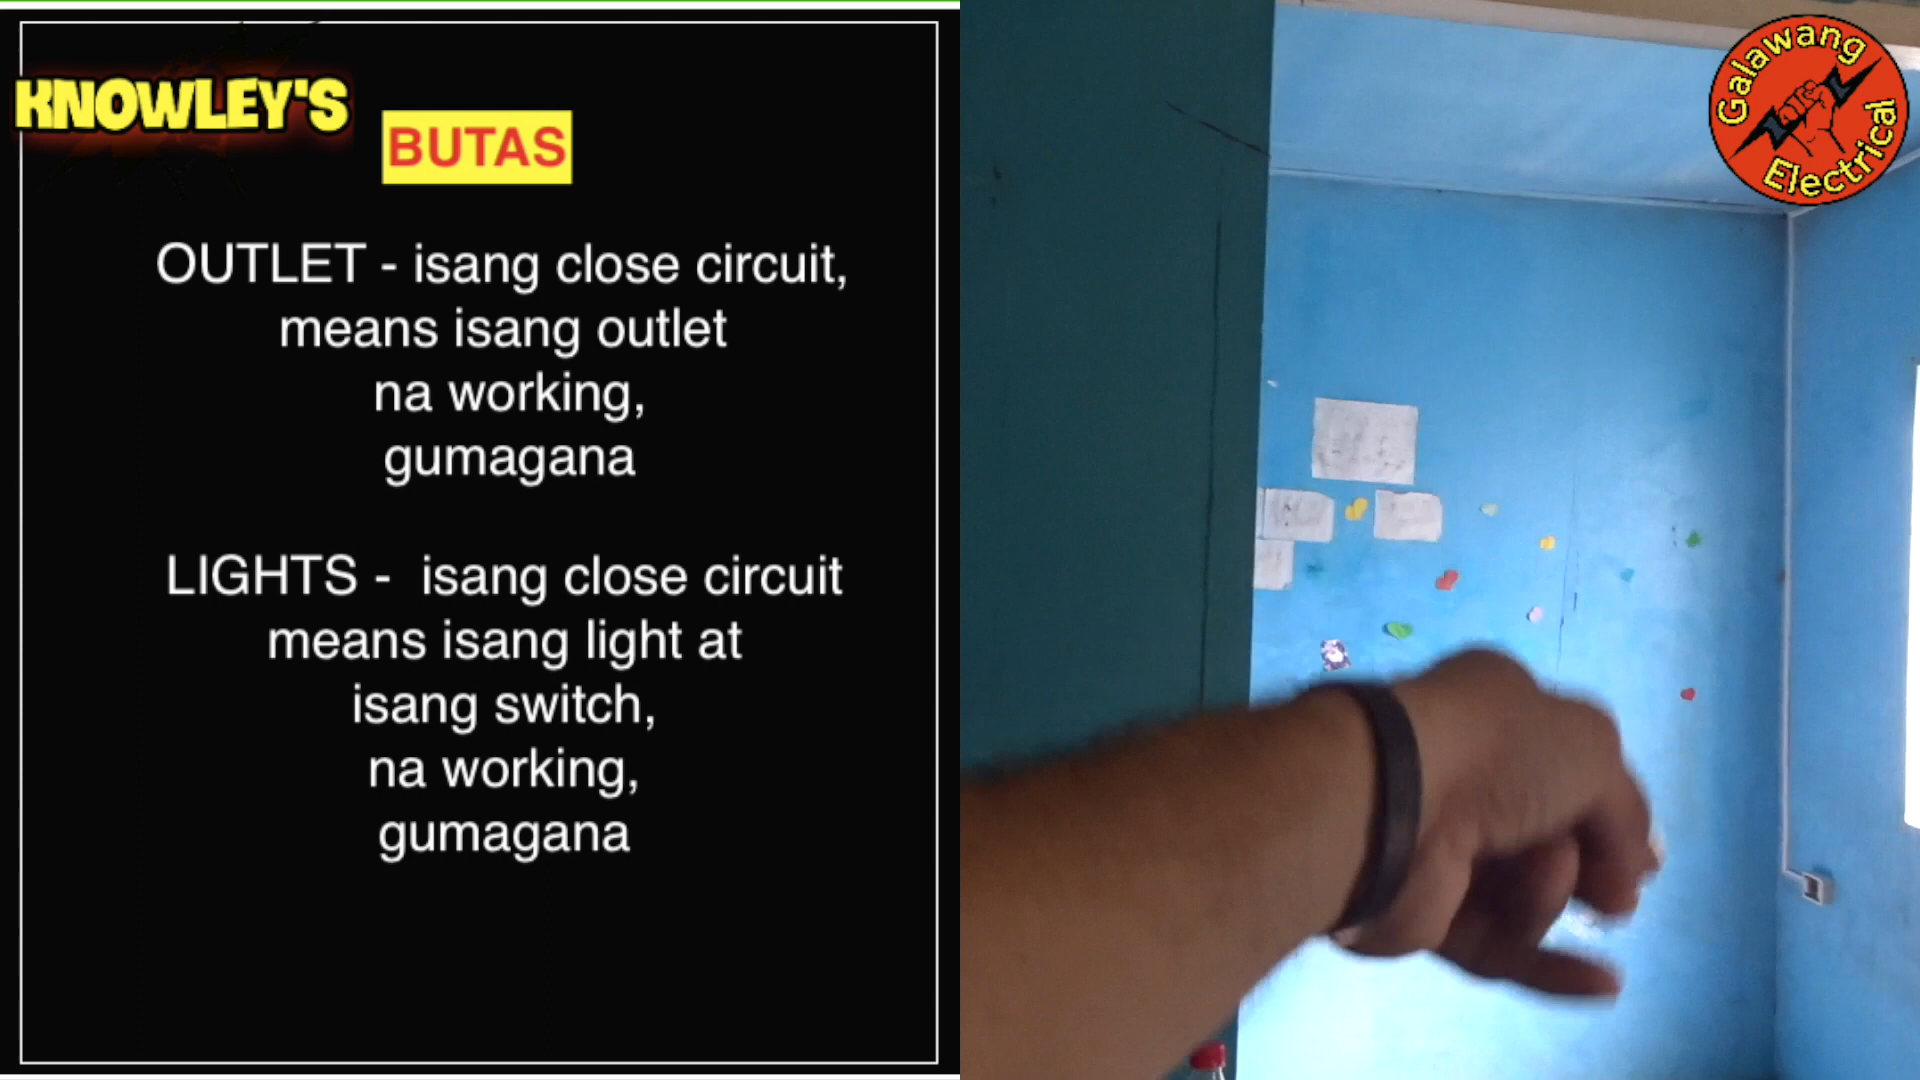 KNOWLEY'S
BUTAS
OUTLET - isang close circuit,
means isang outlet
na working,
gumagana
LIGHTS - isang close circuit
means isang light at
isang switch,
na working,
gumagana
Galawang
Electrical